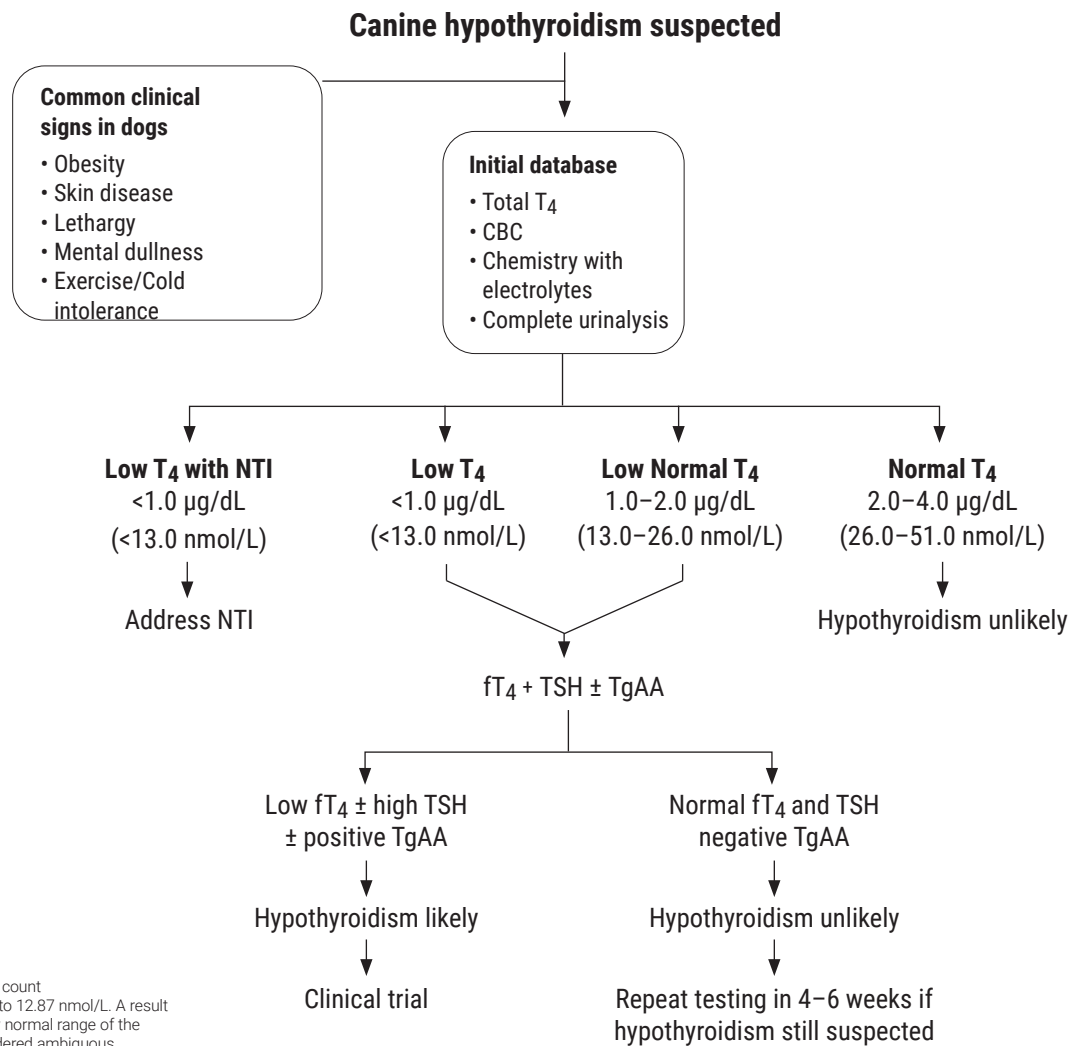 Canine hypothyroidism suspected
Common clinical
signs in dogs
• Obesity
• Skin disease
• Lethargy
• Mental dullness
• Exercise/Cold
intolerance
Initial database
• Total T4
• CBC
• Chemistry with
electrolytes
• Complete urinalysis
Low T4 with NTI
<1.0 µg/dL
(<13.0 nmol/L)
Address NTI
Low T4
<1.0 µg/dL
(<13.0 nmol/L)
Low Normal T4
1.0–2.0 µg/dL
(13.0–26.0 nmol/L)
Normal T4
2.0–4.0 µg/dL
(26.0–51.0 nmol/L)
Hypothyroidism unlikely
fT4 + TSH ± TgAA
Low fT4 ± high TSH
± positive TgAA
Hypothyroidism likely
Clinical trial
Normal fT4 and TSH
negative TgAA
Hypothyroidism unlikely
Repeat testing in 4–6 weeks if
hypothyroidism still suspected
count
to 12.87 nmol/L. A result
normal range of the
ambiguous